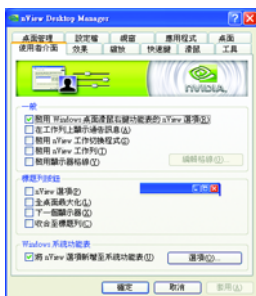 nView Desktop Manager
桌面管理 設定檔 視窗 應用程式 桌面
使用者介面 效果 縮放 快速鍵 滑鼠 工具
nVIDIA.
一般
啟用 Windows 桌面滑鼠右鍵功能表的 nView 選項(E)
在工作列上顯示通告訊息(A)
啟用 nView 工作切換程式(G)
啟用 nView 工作列(T)
啟用顯示器格線(Y)
編輯格線(D)...
標題列按鈕
nView 選項(P)
全桌面最大化(L)
下一個顯示器(X)
收合至標題列(C)
Windows 系統功能表
將 nView 選項新增至系統功能表(U)
選項(O)...
確定 取消 套用(A)